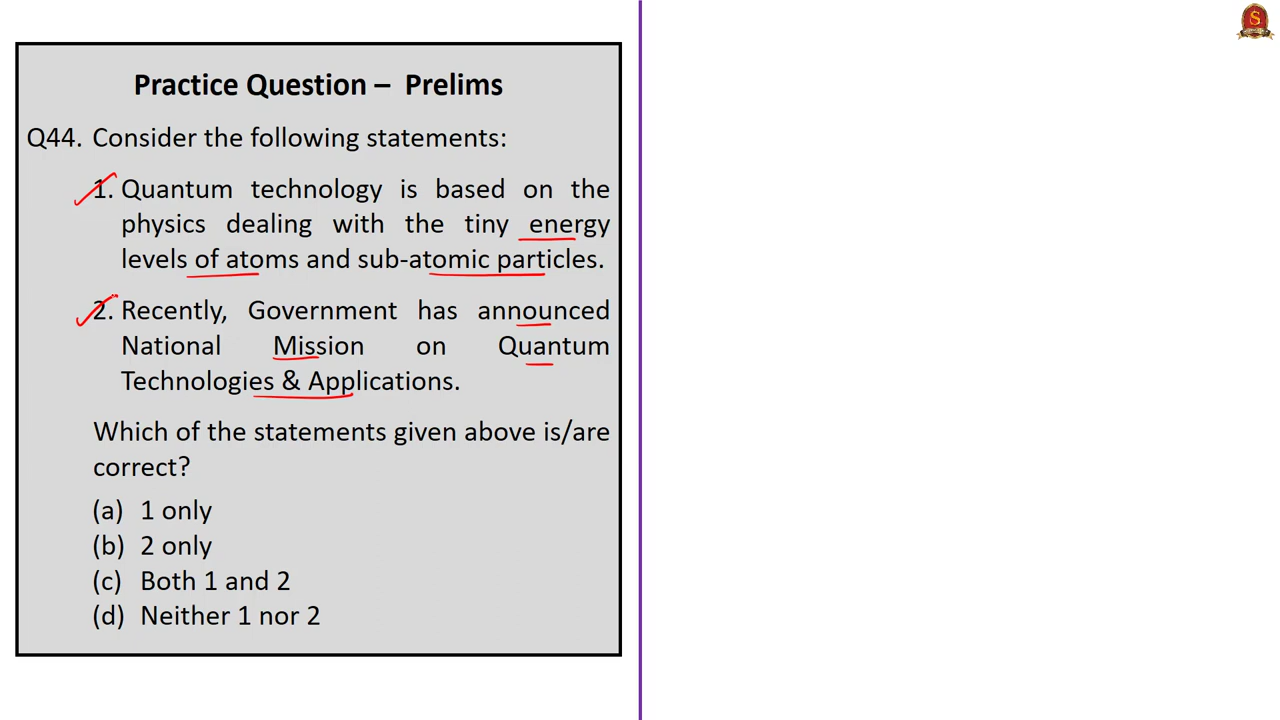 Practice Question – Prelims
Q44. Consider the following statements:
1. Quantum technology is based on the
physics dealing with the tiny energy
levels of atoms and sub-atomic particles.
2. Recently, Government has announced
National Mission on Quantum
Technologies & Applications.
Which of the statements given above is/are
correct?
(a) 1 only
(b) 2 only
(c) Both 1 and 2
(d) Neither 1 nor 2
S